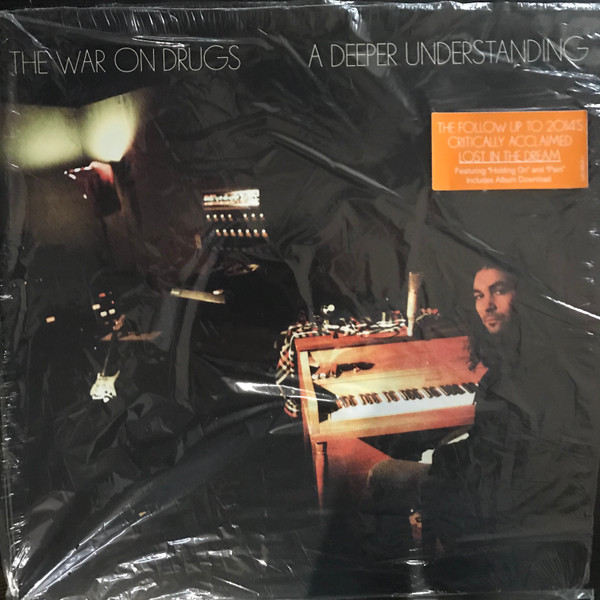 THE WAR ON DRUGS
A DEEPER UNDERSTANDING
THE FOLLOW UP TO 2014'S
CRITICALLY ACCLAIMED
LOST IN THE DREAM
Featuring "Holding On" and "Pain"
Includes Album Download